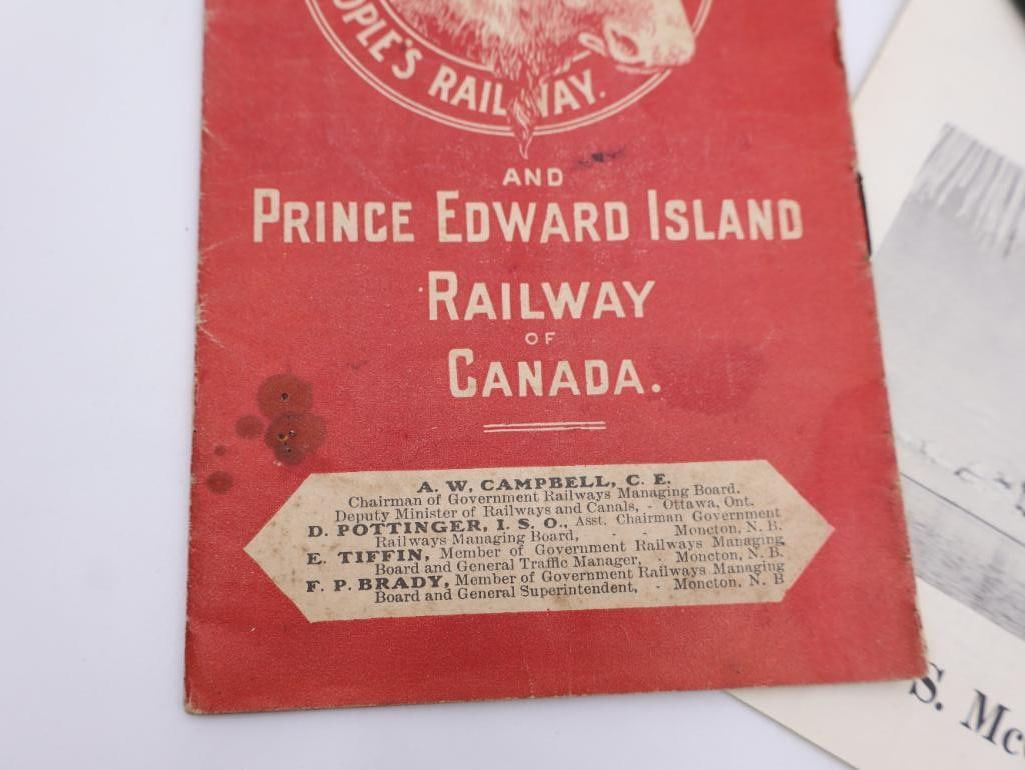 OPLE'S RAILWAY.
AND
PRINCE EDWARD ISLAND
RAILWAY
OF
CANADA.
A. W. CAMPBELL, C. E.
Chairman of Government Railways Managing Board.
Deputy Minister of Railways and Canals, - Ottawa, Ont.
D. POTTINGER, I. S. O., Asst. Chairman Government
Railways Managing Board, - - Moncton, N. B.
E. TIFFIN, Member of Government Railways Managing
Board and General Traffic Manager, - Moncton, N. B.
F. P. BRADY, Member of Government Railways Managing
Board and General Superintendent, - Moncton, N. B
S. Mc